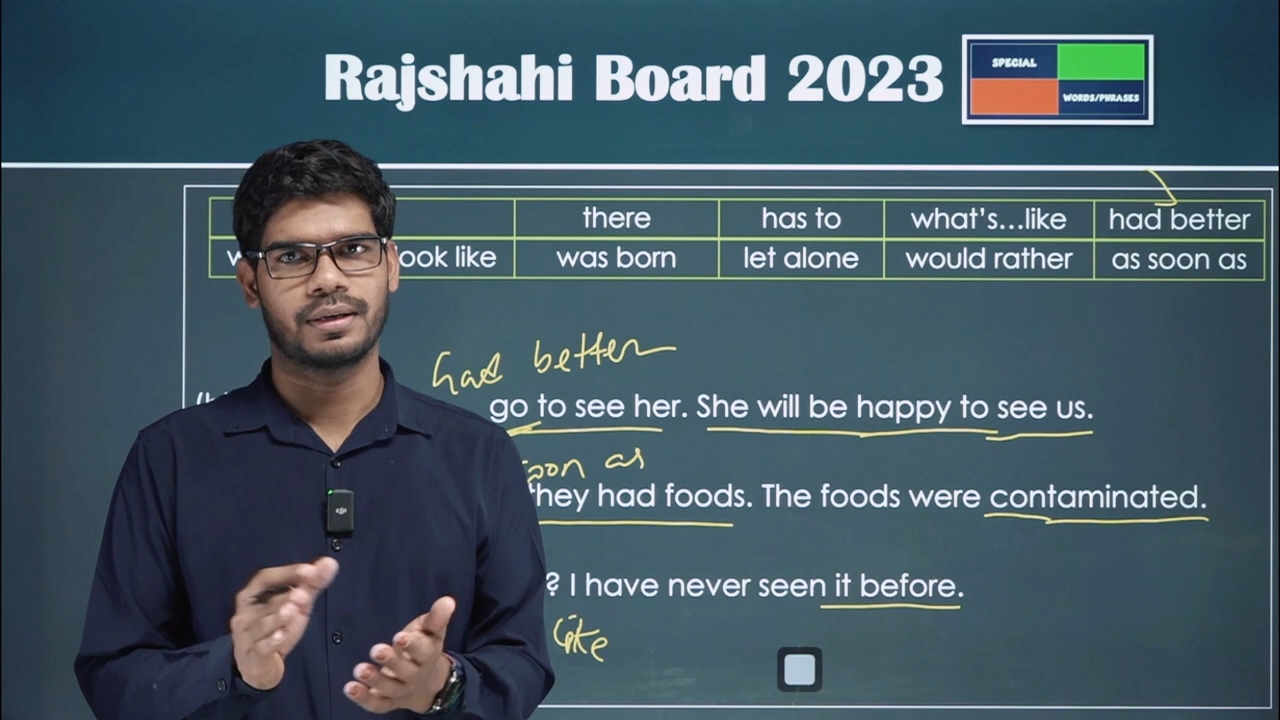 Rajshahi Board 2023
SPECIAL
WORDS/PHRASES
there has to what's...like had better
look like was born let alone would rather as soon as
had better
go to see her. She will be happy to see us.
soon as
they had foods. The foods were contaminated.
? I have never seen it before.
like